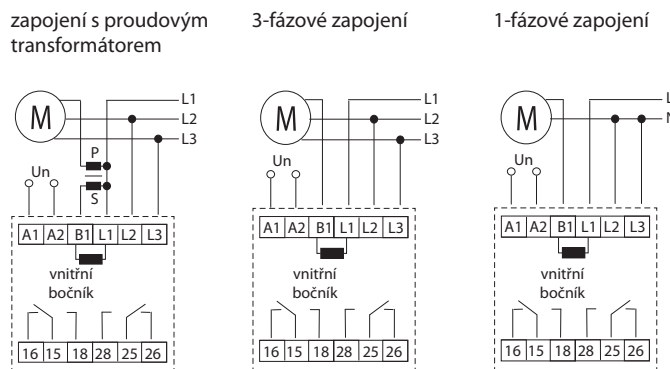 zapojení s proudovým
transformátorem
3-fázové zapojení
1-fázové zapojení
M
L1
L2
L3
P
S
Un
A1 A2 B1 L1 L2 L3
vnitřní
bočník
16 15 18 28 25 26
M
L1
L2
L3
Un
A1 A2 B1 L1 L2 L3
vnitřní
bočník
16 15 18 28 25 26
M
L
N
Un
A1 A2 B1 L1 L2 L3
vnitřní
bočník
16 15 18 28 25 26